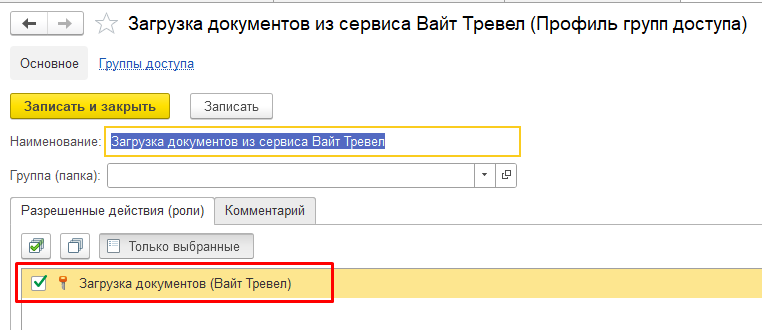 Загрузка документов из сервиса Вайт Тревел (Профиль групп доступа)
Основное Группы доступа
Записать и закрыть Записать
Наименование: Загрузка документов из сервиса Вайт Тревел
Группа (папка):
Разрешенные действия (роли) Комментарий
Только выбранные
Загрузка документов (Вайт Тревел)